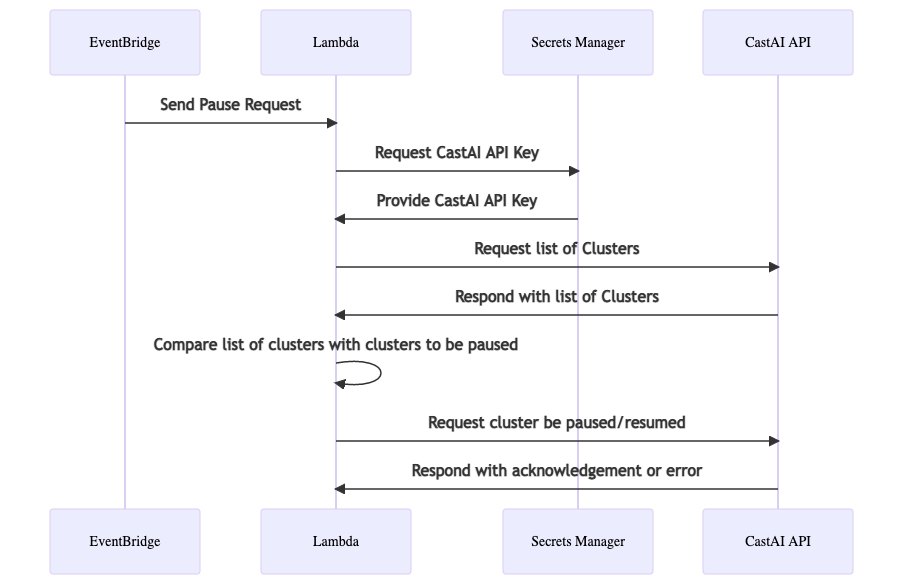 EventBridge
Lambda
Secrets Manager
CastAI API
Send Pause Request
Request CastAI API Key
Provide CastAI API Key
Request list of Clusters
Respond with list of Clusters
Compare list of clusters with clusters to be paused
Request cluster be paused/resumed
Respond with acknowledgement or error
EventBridge
Lambda
Secrets Manager
CastAI API